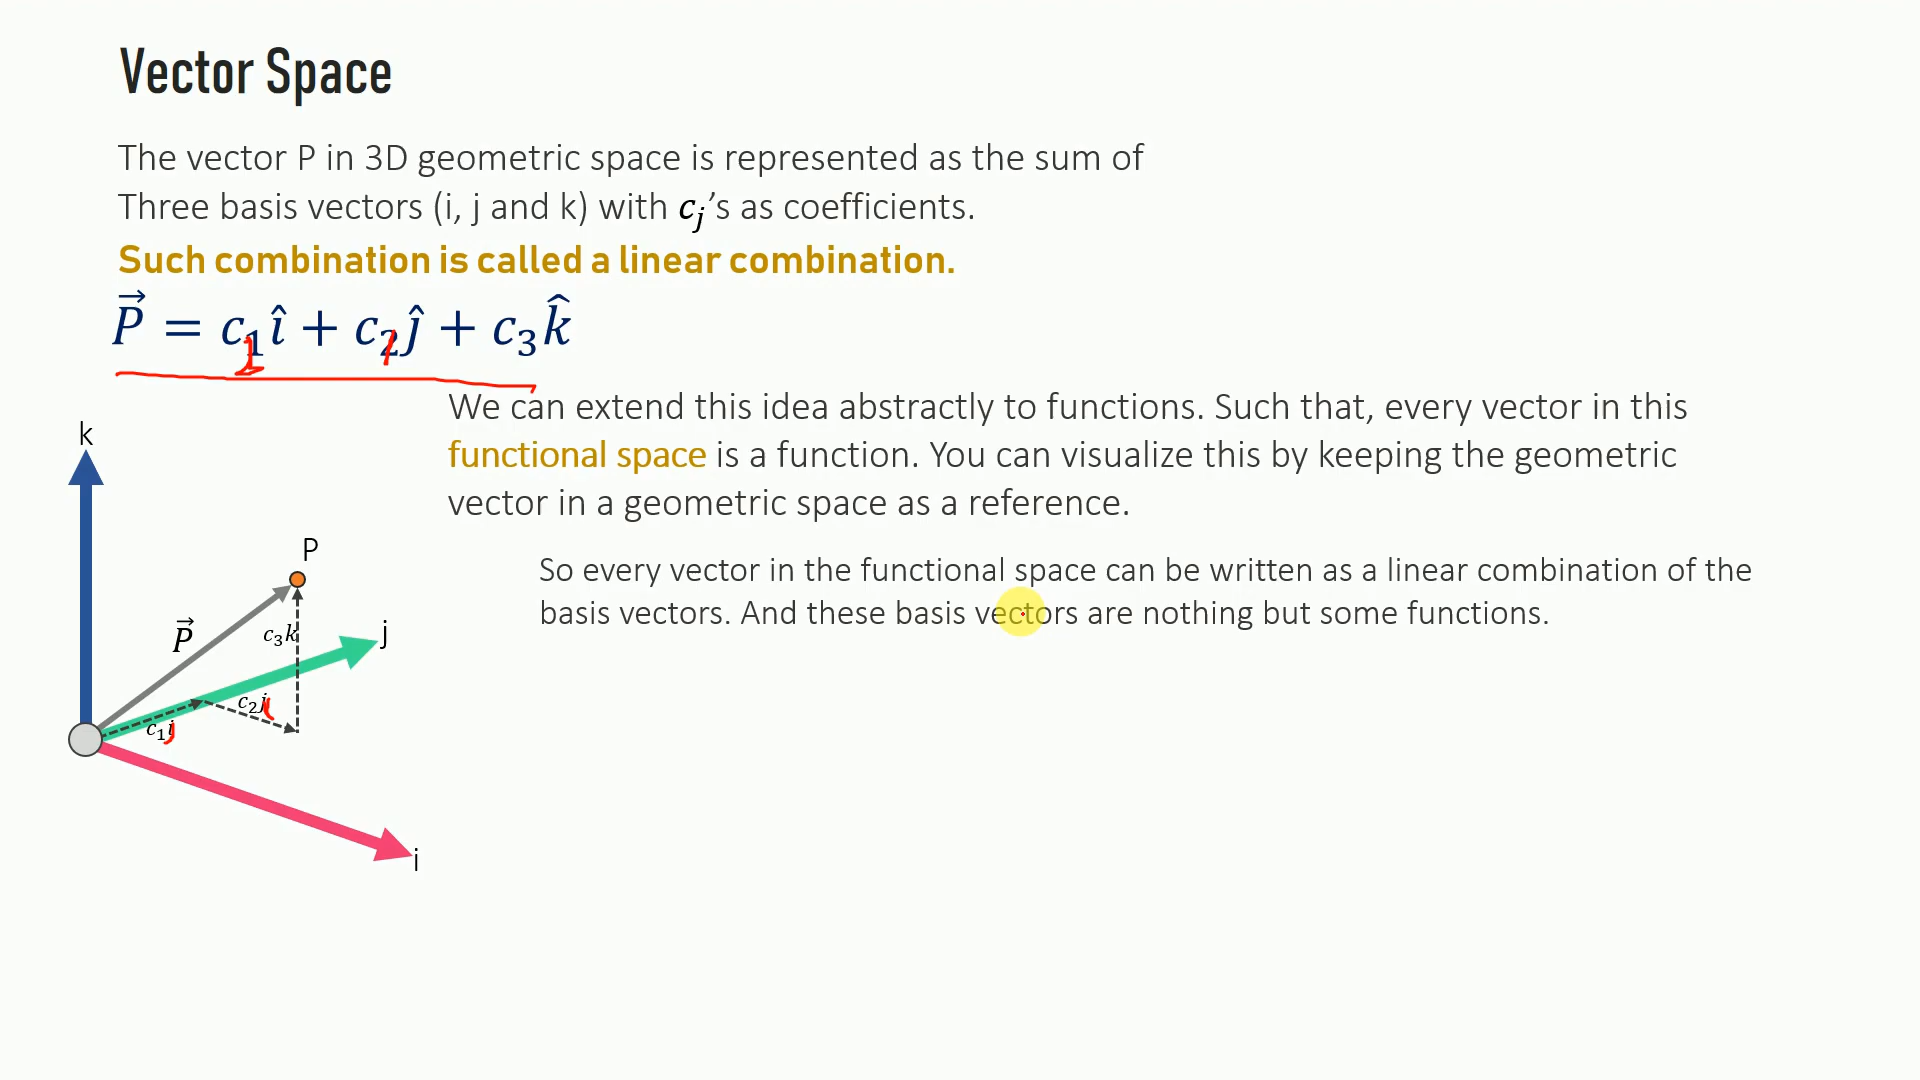 Vector Space
The vector P in 3D geometric space is represented as the sum of
Three basis vectors (i, j and k) with c_j's as coefficients.
Such combination is called a linear combination.
P⃗ = c₁î + c₂ĵ + c₃k̂
We can extend this idea abstractly to functions. Such that, every vector in this
functional space is a function. You can visualize this by keeping the geometric
vector in a geometric space as a reference.
So every vector in the functional space can be written as a linear combination of the
basis vectors. And these basis vectors are nothing but some functions.
k
P
P⃗
c₃k
j
c₂j
c₁i
i